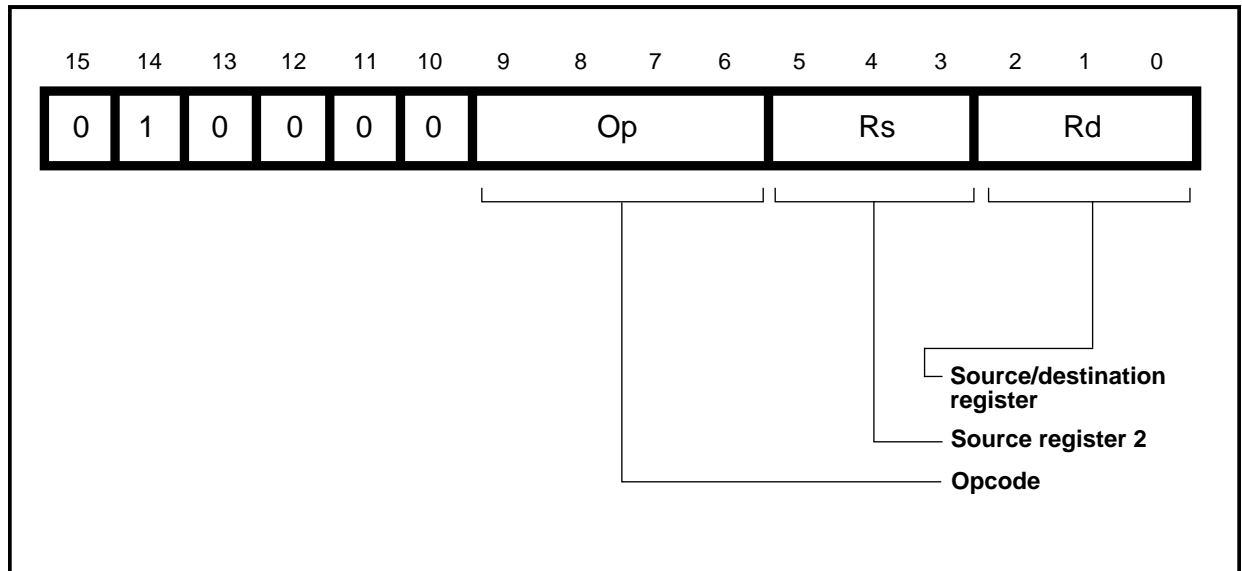 15 14 13 12 11 10 9 8 7 6 5 4 3 2 1 0
0 1 0 0 0 0 Op Rs Rd
Source/destination
register
Source register 2
Opcode